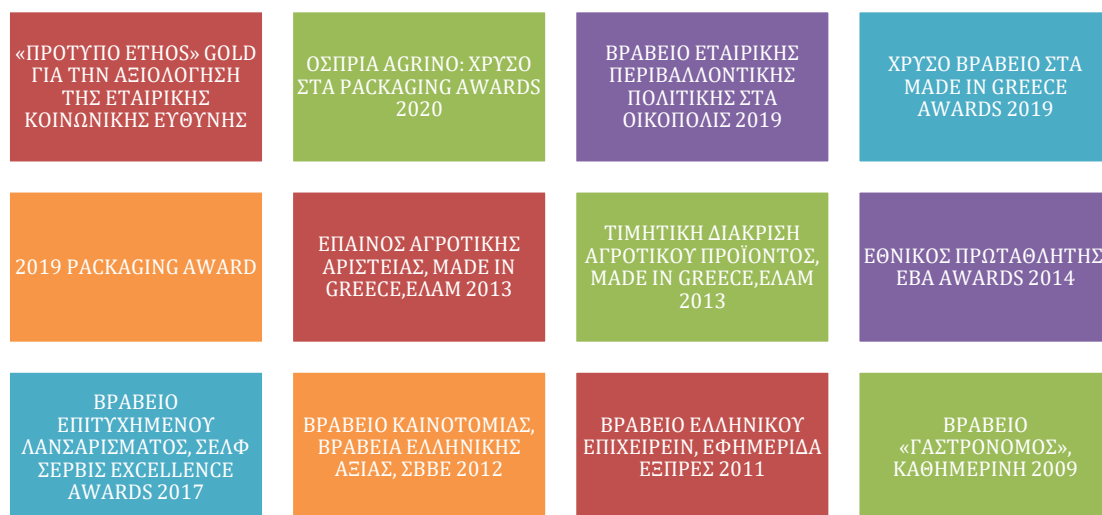 «ΠΡΟΤΥΠΟ ETHOS» GOLD
ΓΙΑ ΤΗΝ ΑΞΙΟΛΟΓΗΣΗ
ΤΗΣ ΕΤΑΙΡΙΚΗΣ
ΚΟΙΝΩΝΙΚΗΣ ΕΥΘΥΝΗΣ
ΟΣΠΡΙΑ AGRINO: ΧΡΥΣΟ
ΣΤΑ PACKAGING AWARDS
2020
ΒΡΑΒΕΙΟ ΕΤΑΙΡΙΚΗΣ
ΠΕΡΙΒΑΛΛΟΝΤΙΚΗΣ
ΠΟΛΙΤΙΚΗΣ ΣΤΑ
ΟΙΚΟΠΟΛΙΣ 2019
ΧΡΥΣΟ ΒΡΑΒΕΙΟ ΣΤΑ
MADE IN GREECE
AWARDS 2019
2019 PACKAGING AWARD
ΕΠΑΙΝΟΣ ΑΓΡΟΤΙΚΗΣ
ΑΡΙΣΤΕΙΑΣ, MADE IN
GREECE,ΕΛΑΜ 2013
ΤΙΜΗΤΙΚΗ ΔΙΑΚΡΙΣΗ
ΑΓΡΟΤΙΚΟΥ ΠΡΟΪΟΝΤΟΣ,
MADE IN GREECE,ΕΛΑΜ
2013
ΕΘΝΙΚΟΣ ΠΡΩΤΑΘΛΗΤΗΣ
EBA AWARDS 2014
ΒΡΑΒΕΙΟ
ΕΠΙΤΥΧΗΜΕΝΟΥ
ΛΑΝΣΑΡΙΣΜΑΤΟΣ, ΣΕΛΦ
ΣΕΡΒΙΣ EXCELLENCE
AWARDS 2017
ΒΡΑΒΕΙΟ ΚΑΙΝΟΤΟΜΙΑΣ,
ΒΡΑΒΕΙΑ ΕΛΛΗΝΙΚΗΣ
ΑΞΙΑΣ, ΣΒΒΕ 2012
ΒΡΑΒΕΙΟ ΕΛΛΗΝΙΚΟΥ
ΕΠΙΧΕΙΡΕΙΝ, ΕΦΗΜΕΡΙΔΑ
ΕΞΠΡΕΣ 2011
ΒΡΑΒΕΙΟ
«ΓΑΣΤΡΟΝΟΜΟΣ»,
ΚΑΘΗΜΕΡΙΝΗ 2009